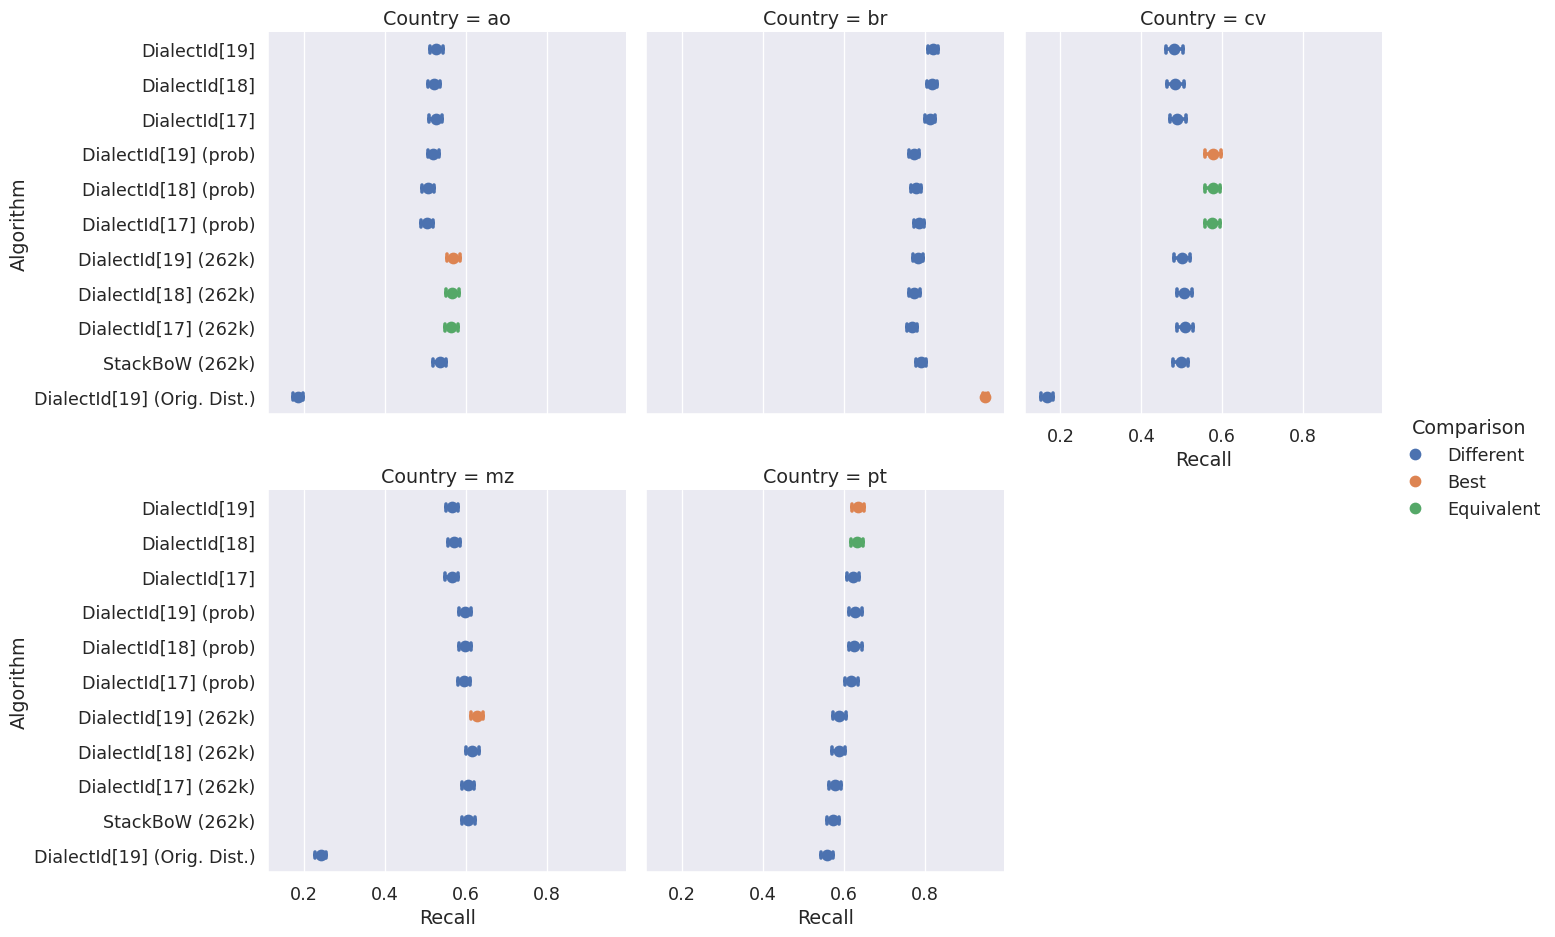 Country = ao
Country = br
Country = cv
Algorithm
DialectId[19]
DialectId[18]
DialectId[17]
DialectId[19] (prob)
DialectId[18] (prob)
DialectId[17] (prob)
DialectId[19] (262k)
DialectId[18] (262k)
DialectId[17] (262k)
StackBoW (262k)
DialectId[19] (Orig. Dist.)
0.2 0.4 0.6 0.8
Recall
Comparison
Different
Best
Equivalent
Country = mz
Country = pt
Algorithm
DialectId[19]
DialectId[18]
DialectId[17]
DialectId[19] (prob)
DialectId[18] (prob)
DialectId[17] (prob)
DialectId[19] (262k)
DialectId[18] (262k)
DialectId[17] (262k)
StackBoW (262k)
DialectId[19] (Orig. Dist.)
0.2 0.4 0.6 0.8
Recall
0.2 0.4 0.6 0.8
Recall